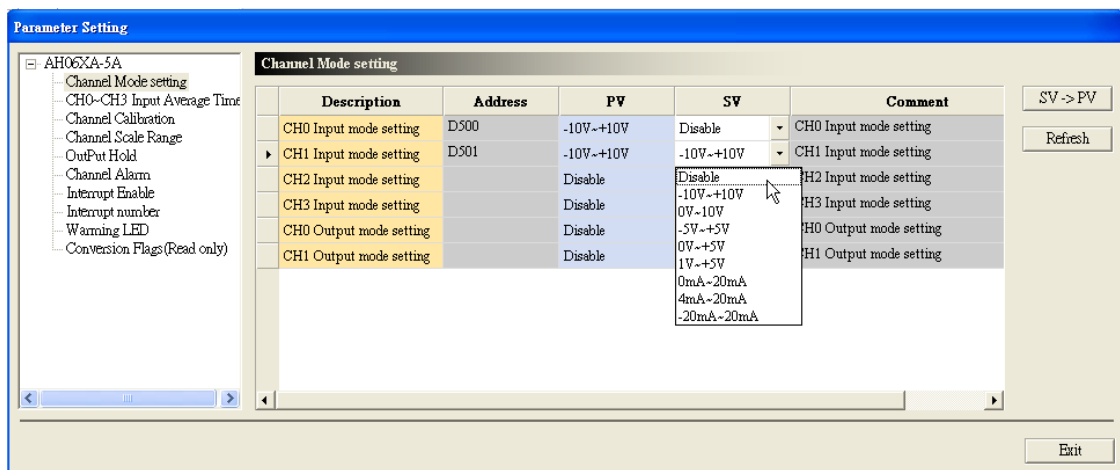 Parameter Setting
AH06XA-5A
Channel Mode setting
CH0~CH3 Input Average Time
Channel Calibration
Channel Scale Range
OutPut Hold
Channel Alarm
Interrupt Enable
Interrupt number
Warming LED
Conversion Flags(Read only)
Channel Mode setting
Description Address PV SV Comment
CH0 Input mode setting D500 -10V~+10V Disable CH0 Input mode setting
CH1 Input mode setting D501 -10V~+10V -10V~+10V CH1 Input mode setting
CH2 Input mode setting Disable H2 Input mode setting
CH3 Input mode setting Disable H3 Input mode setting
CH0 Output mode setting Disable H0 Output mode setting
CH1 Output mode setting Disable H1 Output mode setting
Disable
-10V~+10V
0V~10V
-5V~+5V
0V~+5V
1V~+5V
0mA~20mA
4mA~20mA
-20mA~20mA
SV->PV
Refresh
Exit